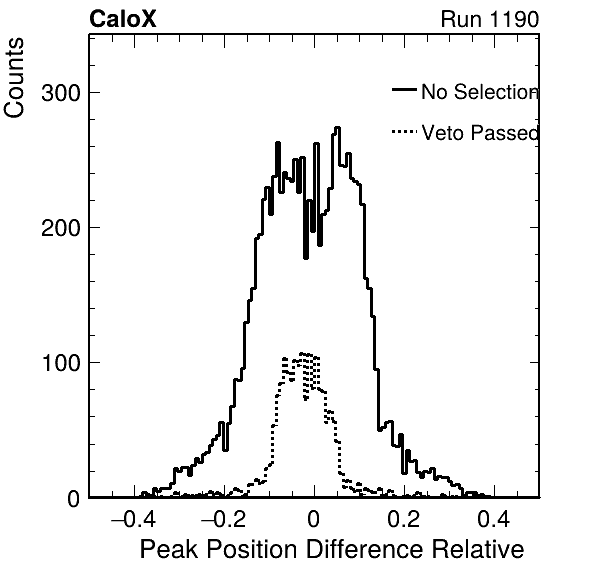 CaloX Run 1190
Counts
300
200
100
0
No Selection
Veto Passed
−0.4 −0.2 0 0.2 0.4
Peak Position Difference Relative